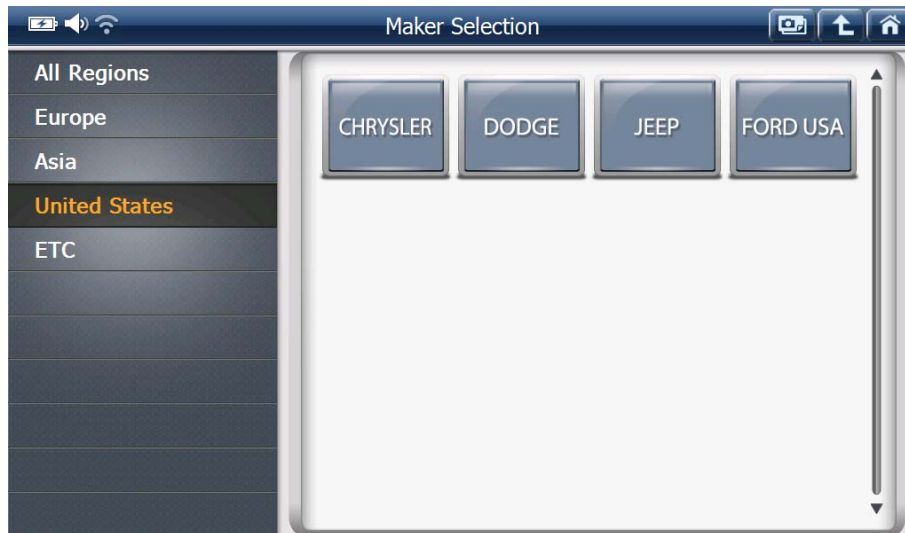 Maker Selection
All Regions
Europe
Asia
United States
ETC
CHRYSLER
DODGE
JEEP
FORD USA